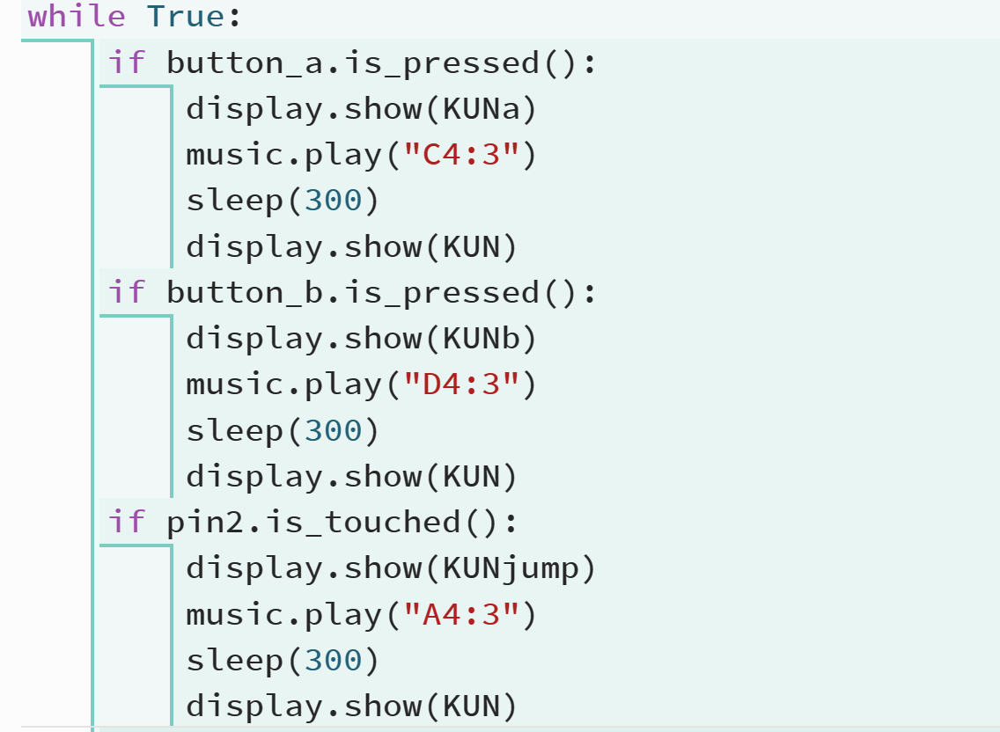 while True:
if button_a.is_pressed():
display.show(KUNa)
music.play("C4:3")
sleep(300)
display.show(KUN)
if button_b.is_pressed():
display.show(KUNb)
music.play("D4:3")
sleep(300)
display.show(KUN)
if pin2.is_touched():
display.show(KUNjump)
music.play("A4:3")
sleep(300)
display.show(KUN)